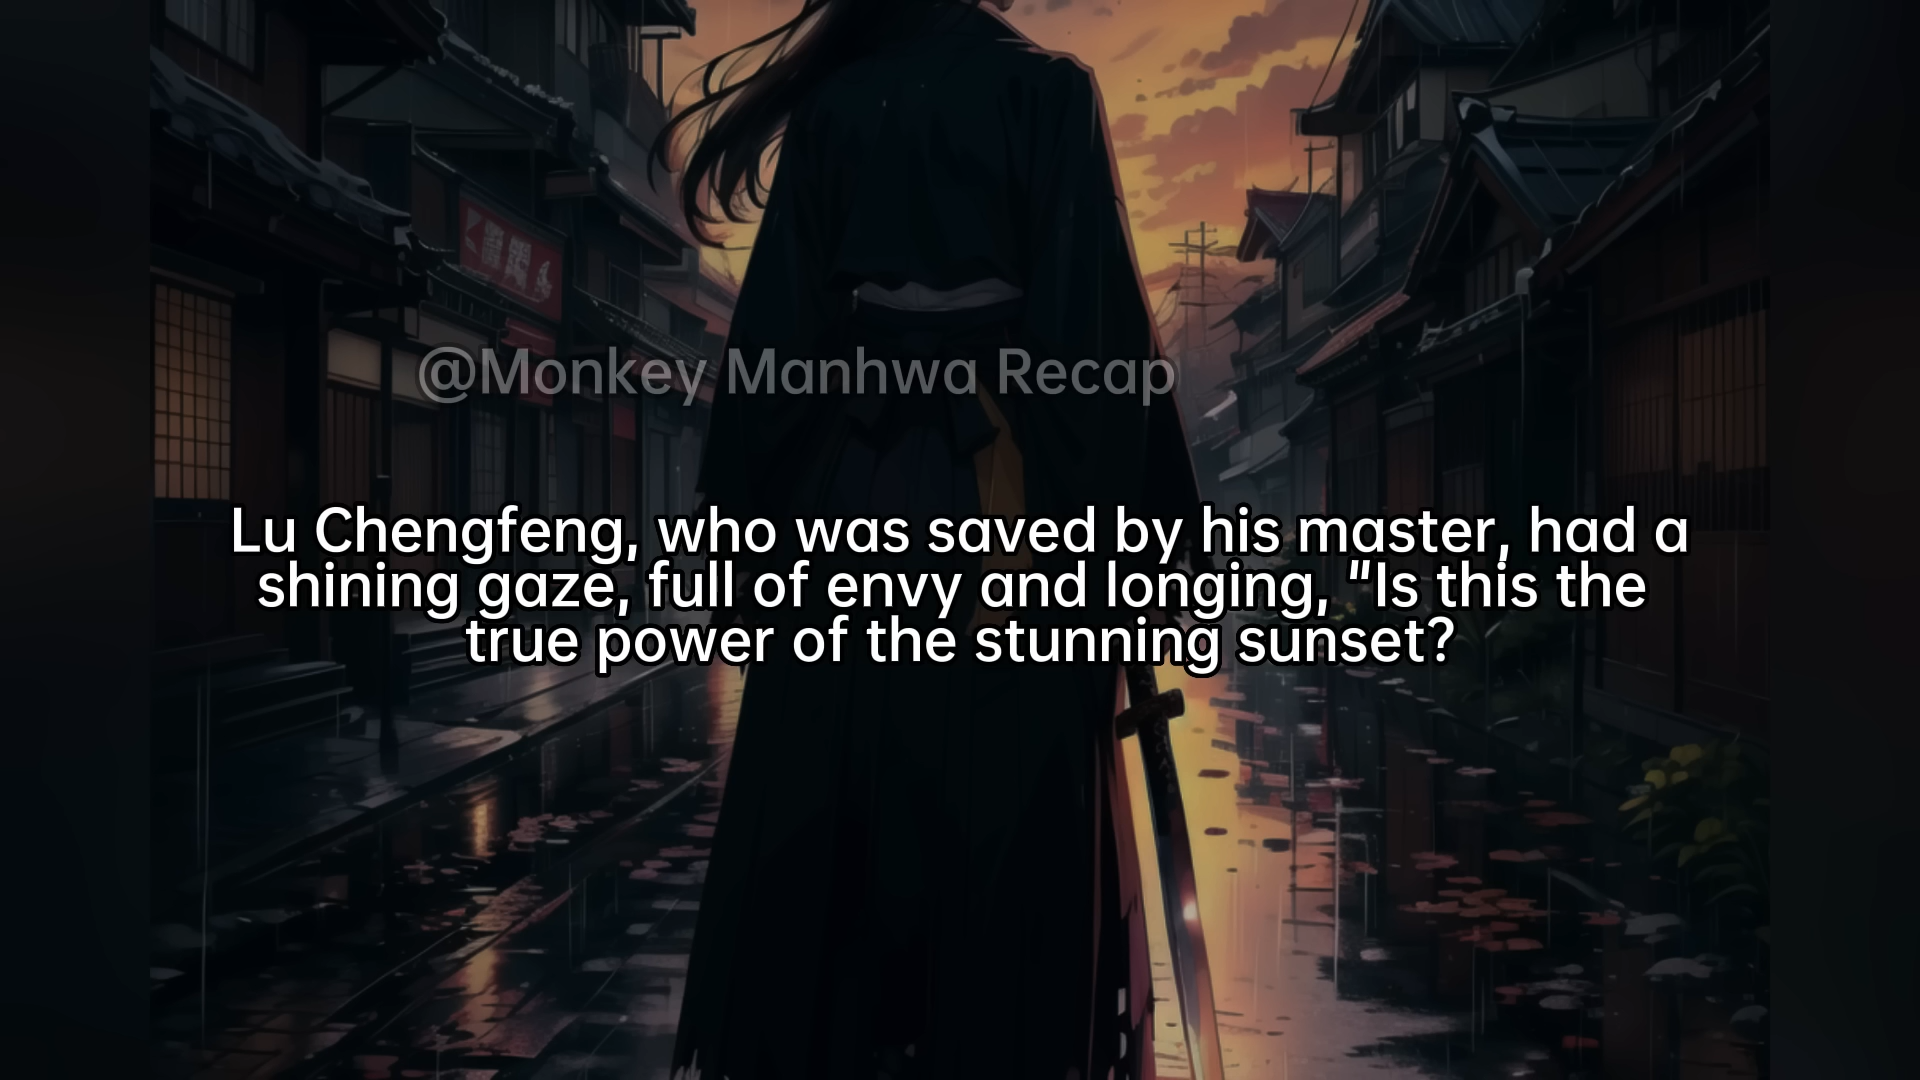 @Monkey Manhwa Recap
Lu Chengfeng, who was saved by his master, had a
shining gaze, full of envy and longing, "Is this the
true power of the stunning sunset?